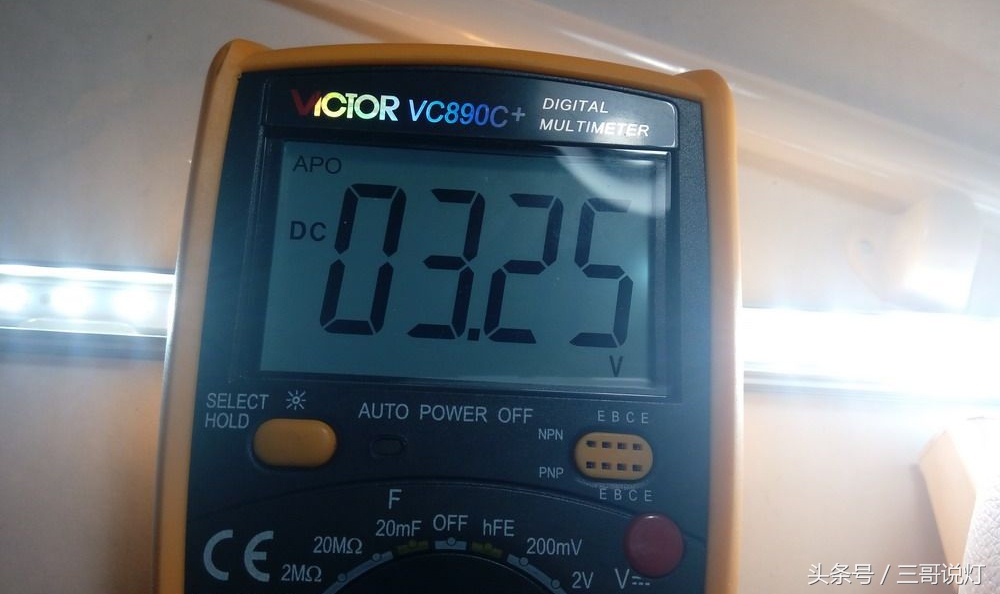 VICTOR VC890C+ DIGITAL
MULTIMETER
APO
DC 03.25
V
SELECT
HOLD
AUTO POWER OFF
E B C E
NPN
PNP
E B C E
F
20mF OFF hFE
20MΩ 200mV
2MΩ 2V V⎓
CE
头条号 / 三哥说灯